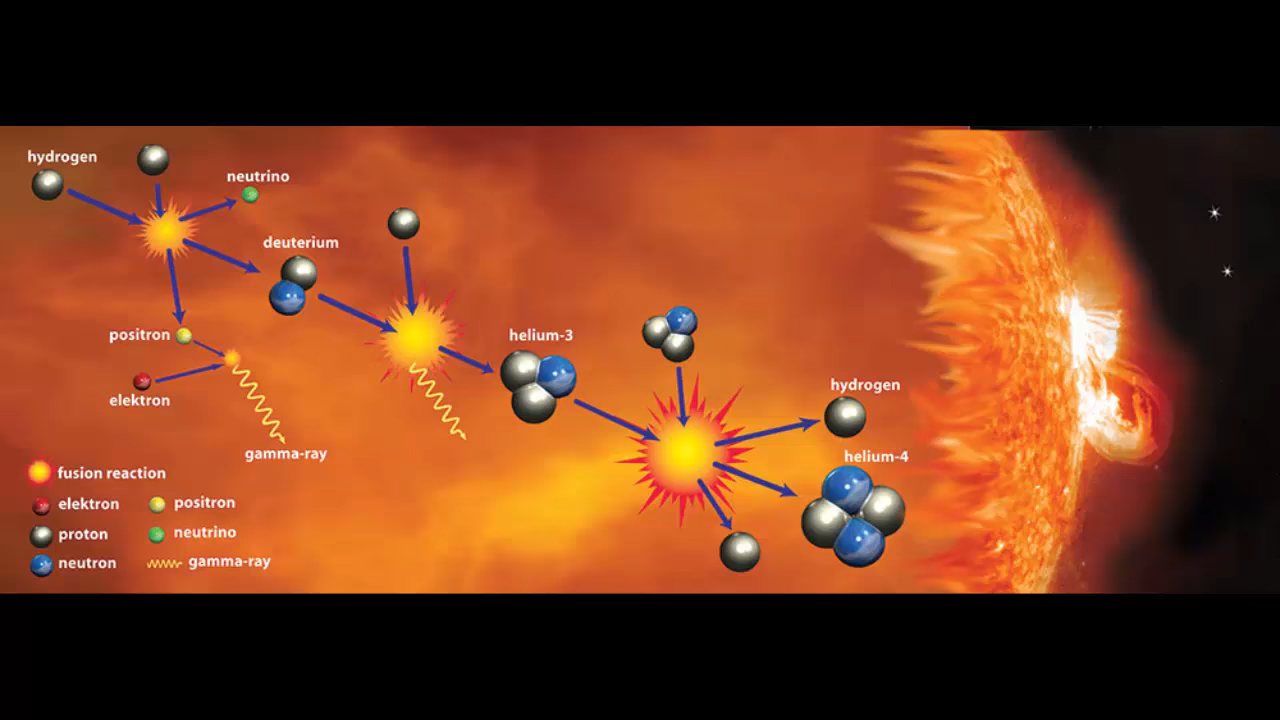 hydrogen
neutrino
deuterium
positron
elektron
gamma-ray
helium-3
hydrogen
helium-4
fusion reaction
elektron
positron
proton
neutrino
neutron
gamma-ray